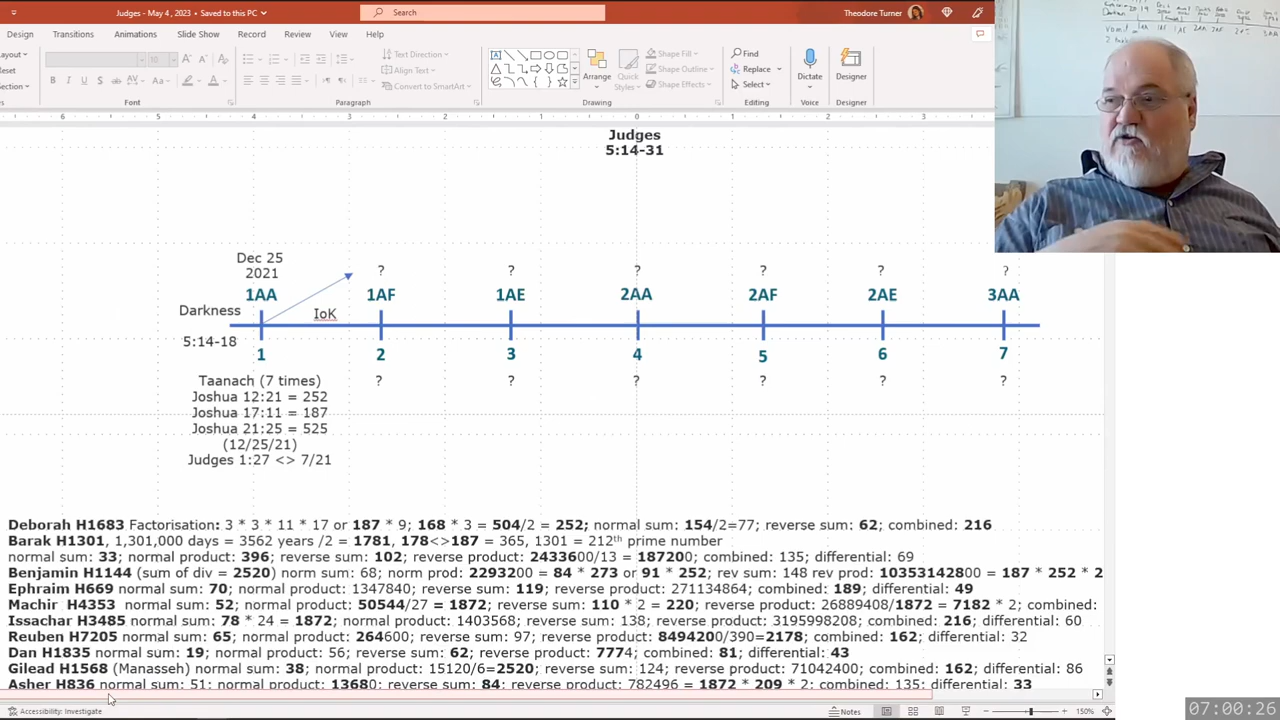 Judges - May 4, 2023 • Saved to this PC
Search
Theodore Turner
Design Transitions Animations Slide Show Record Review View Help
Layout
Reset
Section
Text Direction
Align Text
Convert to SmartArt
Arrange
Quick Styles
Shape Fill
Shape Outline
Shape Effects
Find
Replace
Select
Dictate
Designer
Font Paragraph Drawing Editing Voice Designer
6 5 4 3 2 1 0 1 2 3
Judges
5:14-31
Dec 25
2021
? ? ? ? ? ?
1AA 1AF 1AE 2AA 2AF 2AE 3AA
Darkness
IoK
5:14-18
1 2 3 4 5 6 7
Taanach (7 times)
? ? ? ? ? ?
Joshua 12:21 = 252
Joshua 17:11 = 187
Joshua 21:25 = 525
(12/25/21)
Judges 1:27 <> 7/21
Deborah H1683 Factorisation: 3 * 3 * 11 * 17 or 187 * 9; 168 * 3 = 504/2 = 252; normal sum: 154/2=77; reverse sum: 62; combined: 216
Barak H1301, 1,301,000 days = 3562 years /2 = 1781, 178<>187 = 365, 1301 = 212th prime number
normal sum: 33; normal product: 396; reverse sum: 102; reverse product: 2433600/13 = 187200; combined: 135; differential: 69
Benjamin H1144 (sum of div = 2520) norm sum: 68; norm prod: 2293200 = 84 * 273 or 91 * 252; rev sum: 148 rev prod: 10353142800 = 187 * 252 * 2
Ephraim H669 normal sum: 70; normal product: 1347840; reverse sum: 119; reverse product: 271134864; combined: 189; differential: 49
Machir H4353 normal sum: 52; normal product: 50544/27 = 1872; reverse sum: 110 * 2 = 220; reverse product: 26889408/1872 = 7182 * 2; combined:
Issachar H3485 normal sum: 78 * 24 = 1872; normal product: 1403568; reverse sum: 138; reverse product: 3195998208; combined: 216; differential: 60
Reuben H7205 normal sum: 65; normal product: 264600; reverse sum: 97; reverse product: 8494200/390=2178; combined: 162; differential: 32
Dan H1835 normal sum: 19; normal product: 56; reverse sum: 62; reverse product: 7774; combined: 81; differential: 43
Gilead H1568 (Manasseh) normal sum: 38; normal product: 15120/6=2520; reverse sum: 124; reverse product: 71042400; combined: 162; differential: 86
Asher H836 normal sum: 51; normal product: 13680; reverse sum: 84; reverse product: 782496 = 1872 * 209 * 2; combined: 135; differential: 33
Accessibility: Investigate
Notes
150%
07:00:26